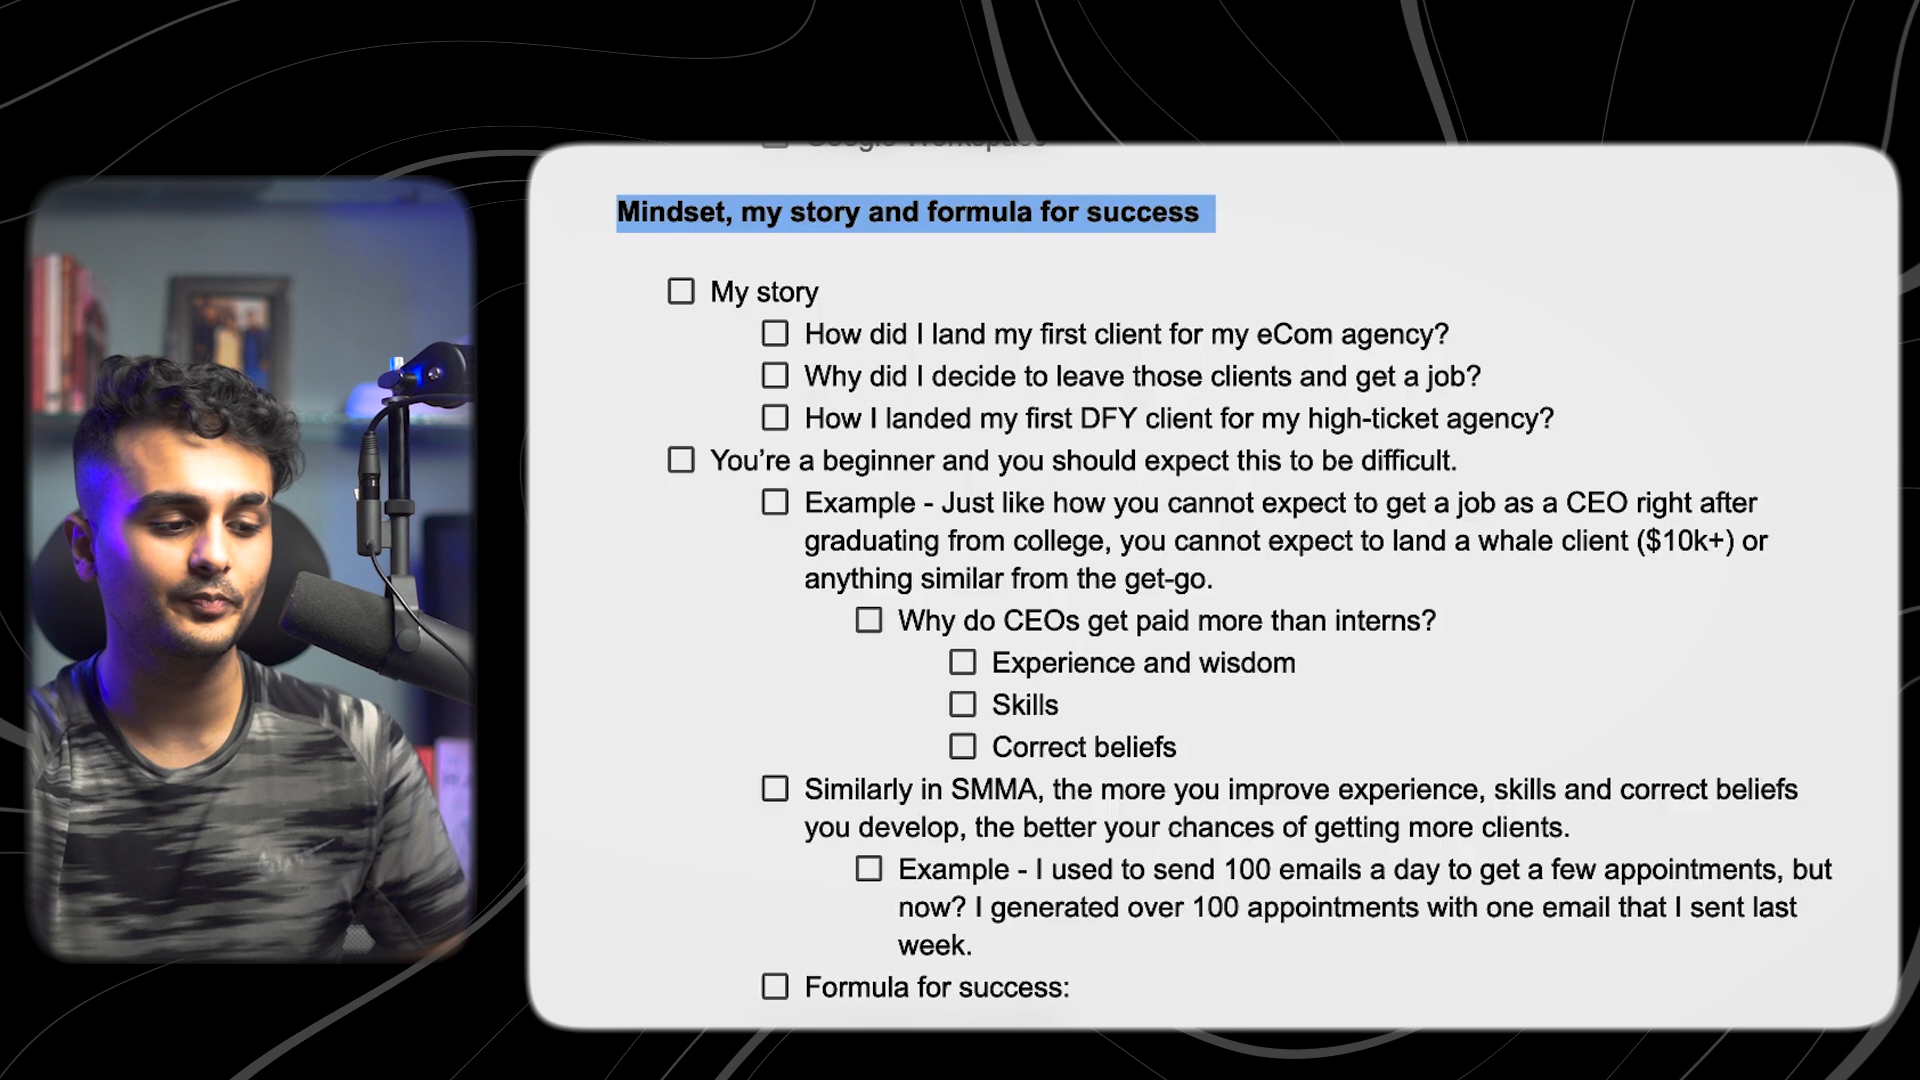 Google Workspace
Mindset, my story and formula for success
My story
How did I land my first client for my eCom agency?
Why did I decide to leave those clients and get a job?
How I landed my first DFY client for my high-ticket agency?
You're a beginner and you should expect this to be difficult.
Example - Just like how you cannot expect to get a job as a CEO right after
graduating from college, you cannot expect to land a whale client ($10k+) or
anything similar from the get-go.
Why do CEOs get paid more than interns?
Experience and wisdom
Skills
Correct beliefs
Similarly in SMMA, the more you improve experience, skills and correct beliefs
you develop, the better your chances of getting more clients.
Example - I used to send 100 emails a day to get a few appointments, but
now? I generated over 100 appointments with one email that I sent last
week.
Formula for success: